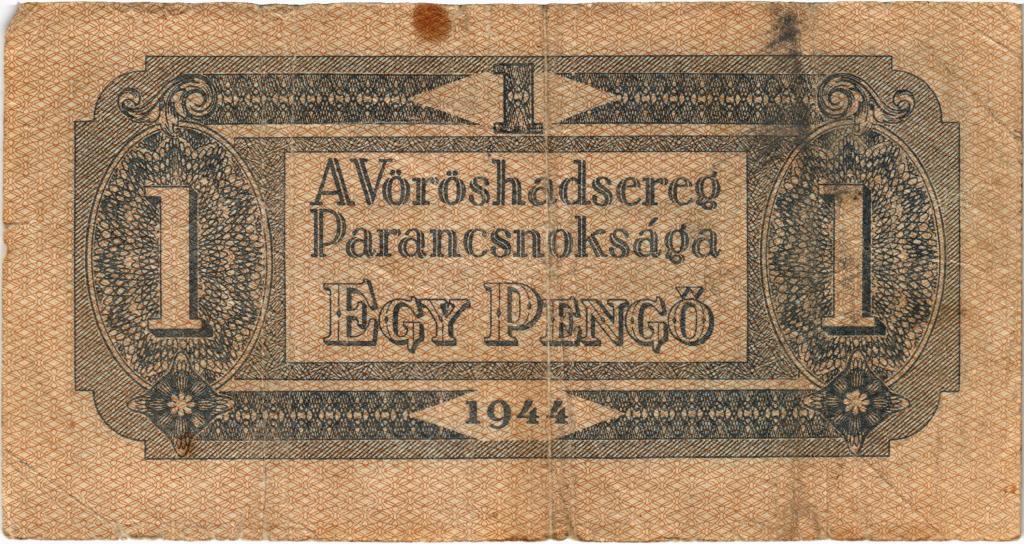 1
A Vöröshadsereg
Parancsnoksága
1
1
EGY PENGŐ
1944